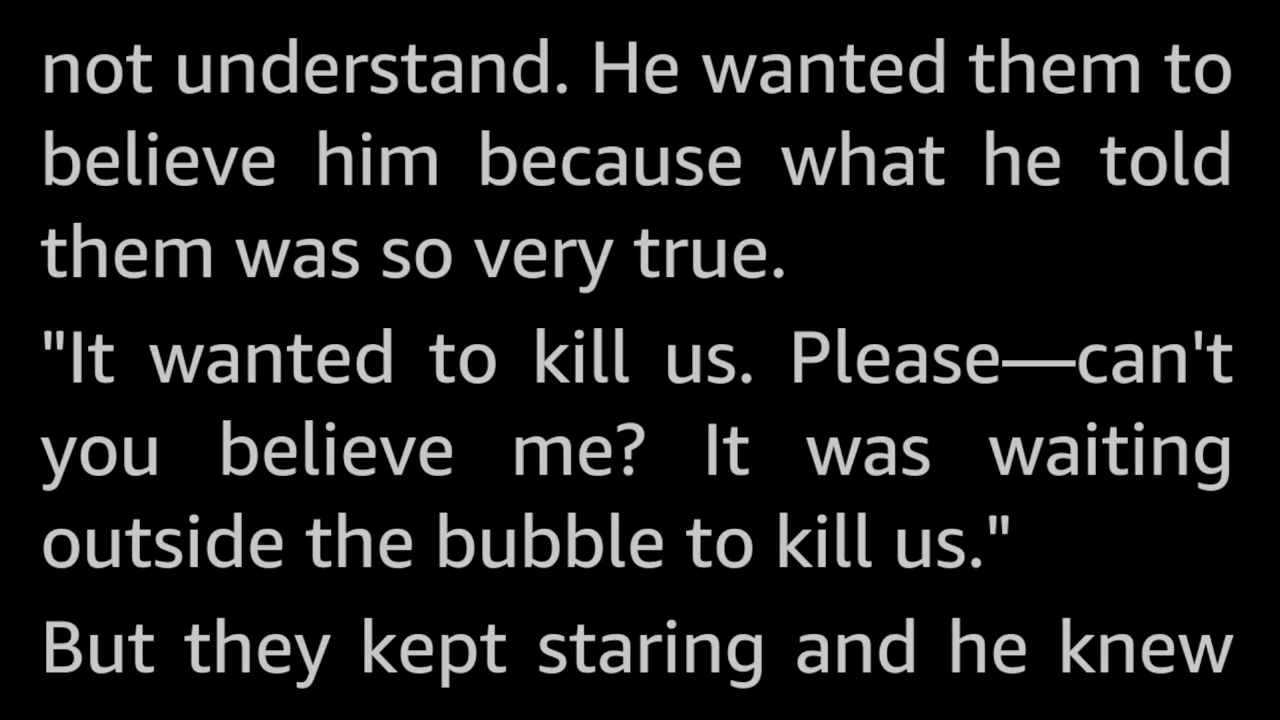 not understand. He wanted them to
believe him because what he told
them was so very true.
"It wanted to kill us. Please—can't
you believe me? It was waiting
outside the bubble to kill us."
But they kept staring and he knew